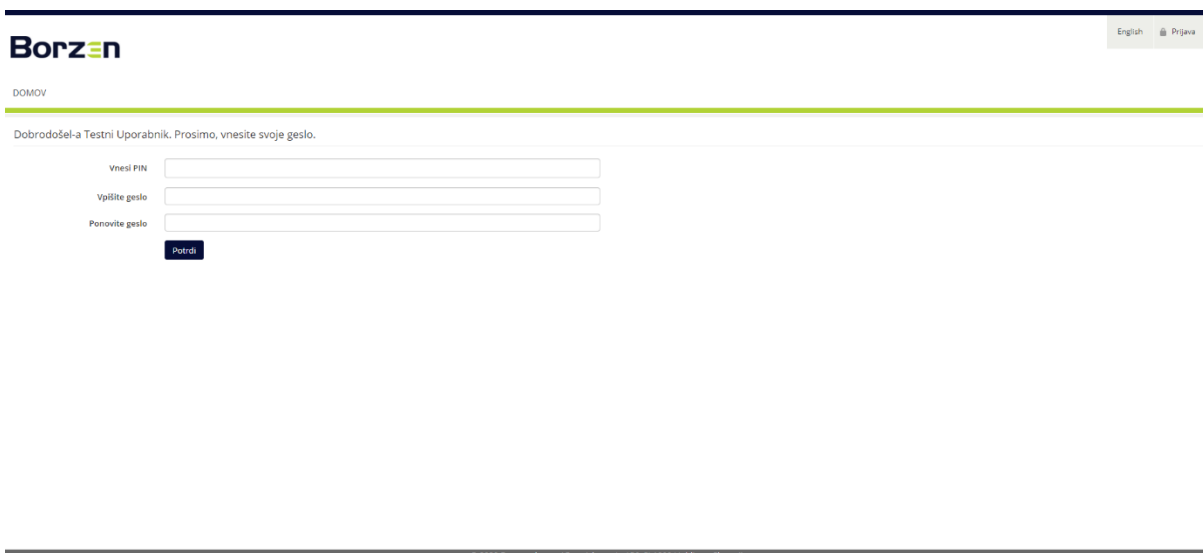 English Prijava
Borzen
DOMOV
Dobrodošel-a Testni Uporabnik. Prosimo, vnesite svoje geslo.
Vnesi PIN
Vpišite geslo
Ponovite geslo
Potrdi